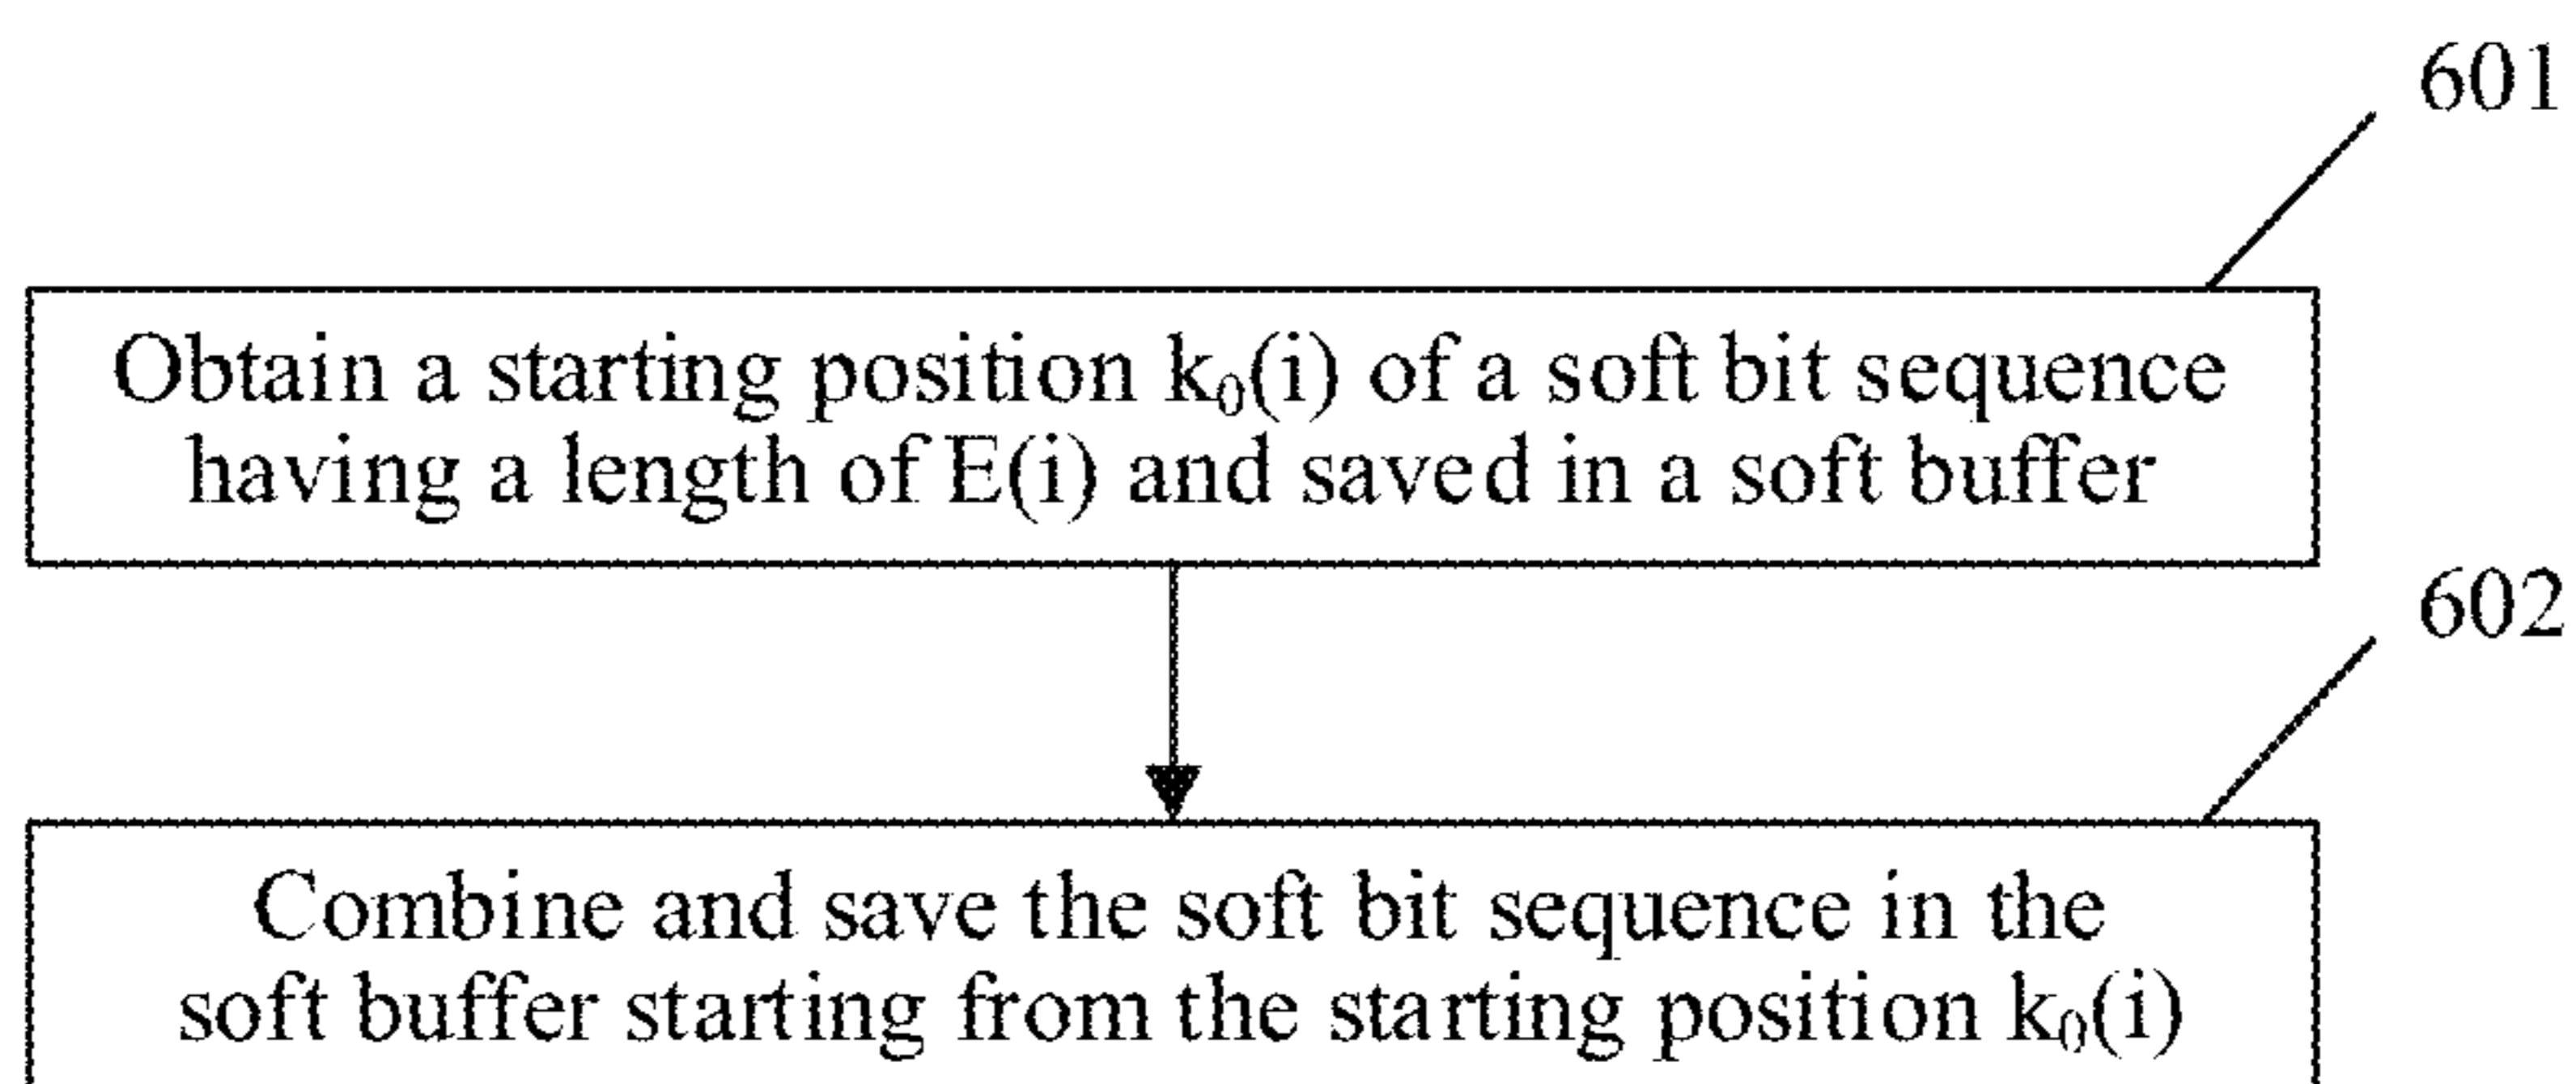 601
Obtain a starting position k₀(i) of a soft bit sequence
having a length of E(i) and saved in a soft buffer
602
Combine and save the soft bit sequence in the
soft buffer starting from the starting position k₀(i)